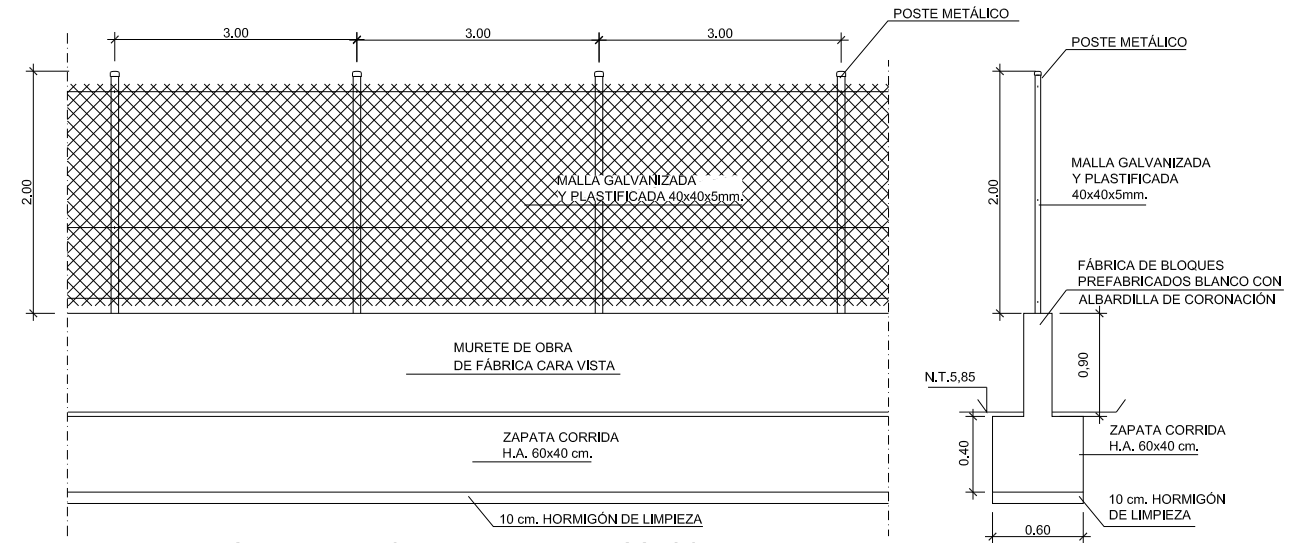 3.00
3.00
3.00
POSTE METÁLICO
2.00
MALLA GALVANIZADA
Y PLASTIFICADA 40x40x5mm.
MURETE DE OBRA
DE FÁBRICA CARA VISTA
ZAPATA CORRIDA
H.A. 60x40 cm.
10 cm. HORMIGÓN DE LIMPIEZA
POSTE METÁLICO
2.00
MALLA GALVANIZADA
Y PLASTIFICADA
40x40x5mm.
FÁBRICA DE BLOQUES
PREFABRICADOS BLANCO CON
ALBARDILLA DE CORONACIÓN
0,90
N.T.5,85
0.40
ZAPATA CORRIDA
H.A. 60x40 cm.
10 cm. HORMIGÓN
DE LIMPIEZA
0.60